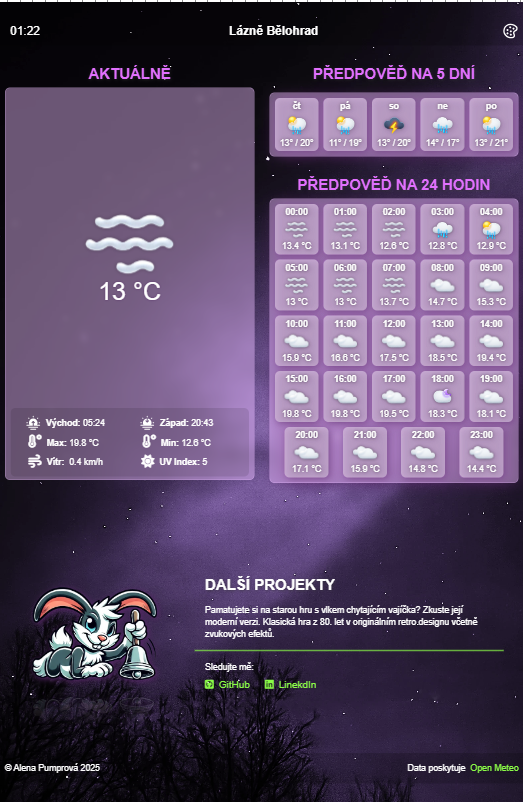 01:22
Lázně Bělohrad
AKTUÁLNĚ
13 °C
Východ: 05:24
Západ: 20:43
Max: 19.8 °C
Min: 12.6 °C
Vítr: 0.4 km/h
UV Index: 5
PŘEDPOVĚĎ NA 5 DNÍ
čt pá so ne po
13° / 20° 11° / 19° 13° / 20° 14° / 17° 13° / 21°
PŘEDPOVĚĎ NA 24 HODIN
00:00 01:00 02:00 03:00 04:00
13.4 °C 13.1 °C 12.6 °C 12.8 °C 12.9 °C
05:00 06:00 07:00 08:00 09:00
13 °C 13 °C 13.7 °C 14.7 °C 15.3 °C
10:00 11:00 12:00 13:00 14:00
15.9 °C 16.6 °C 17.5 °C 18.5 °C 19.4 °C
15:00 16:00 17:00 18:00 19:00
19.8 °C 19.8 °C 19.5 °C 18.3 °C 18.1 °C
20:00 21:00 22:00 23:00
17.1 °C 15.9 °C 14.8 °C 14.4 °C
DALŠÍ PROJEKTY
Pamatujete si na starou hru s vlkem chytajícím vajíčka? Zkuste její
moderní verzi. Klasická hra z 80. let v originálním retro.designu včetně
zvukových efektů.
Sledujte mě:
GitHub LinekdIn
© Alena Pumprová 2025
Data poskytuje Open Meteo